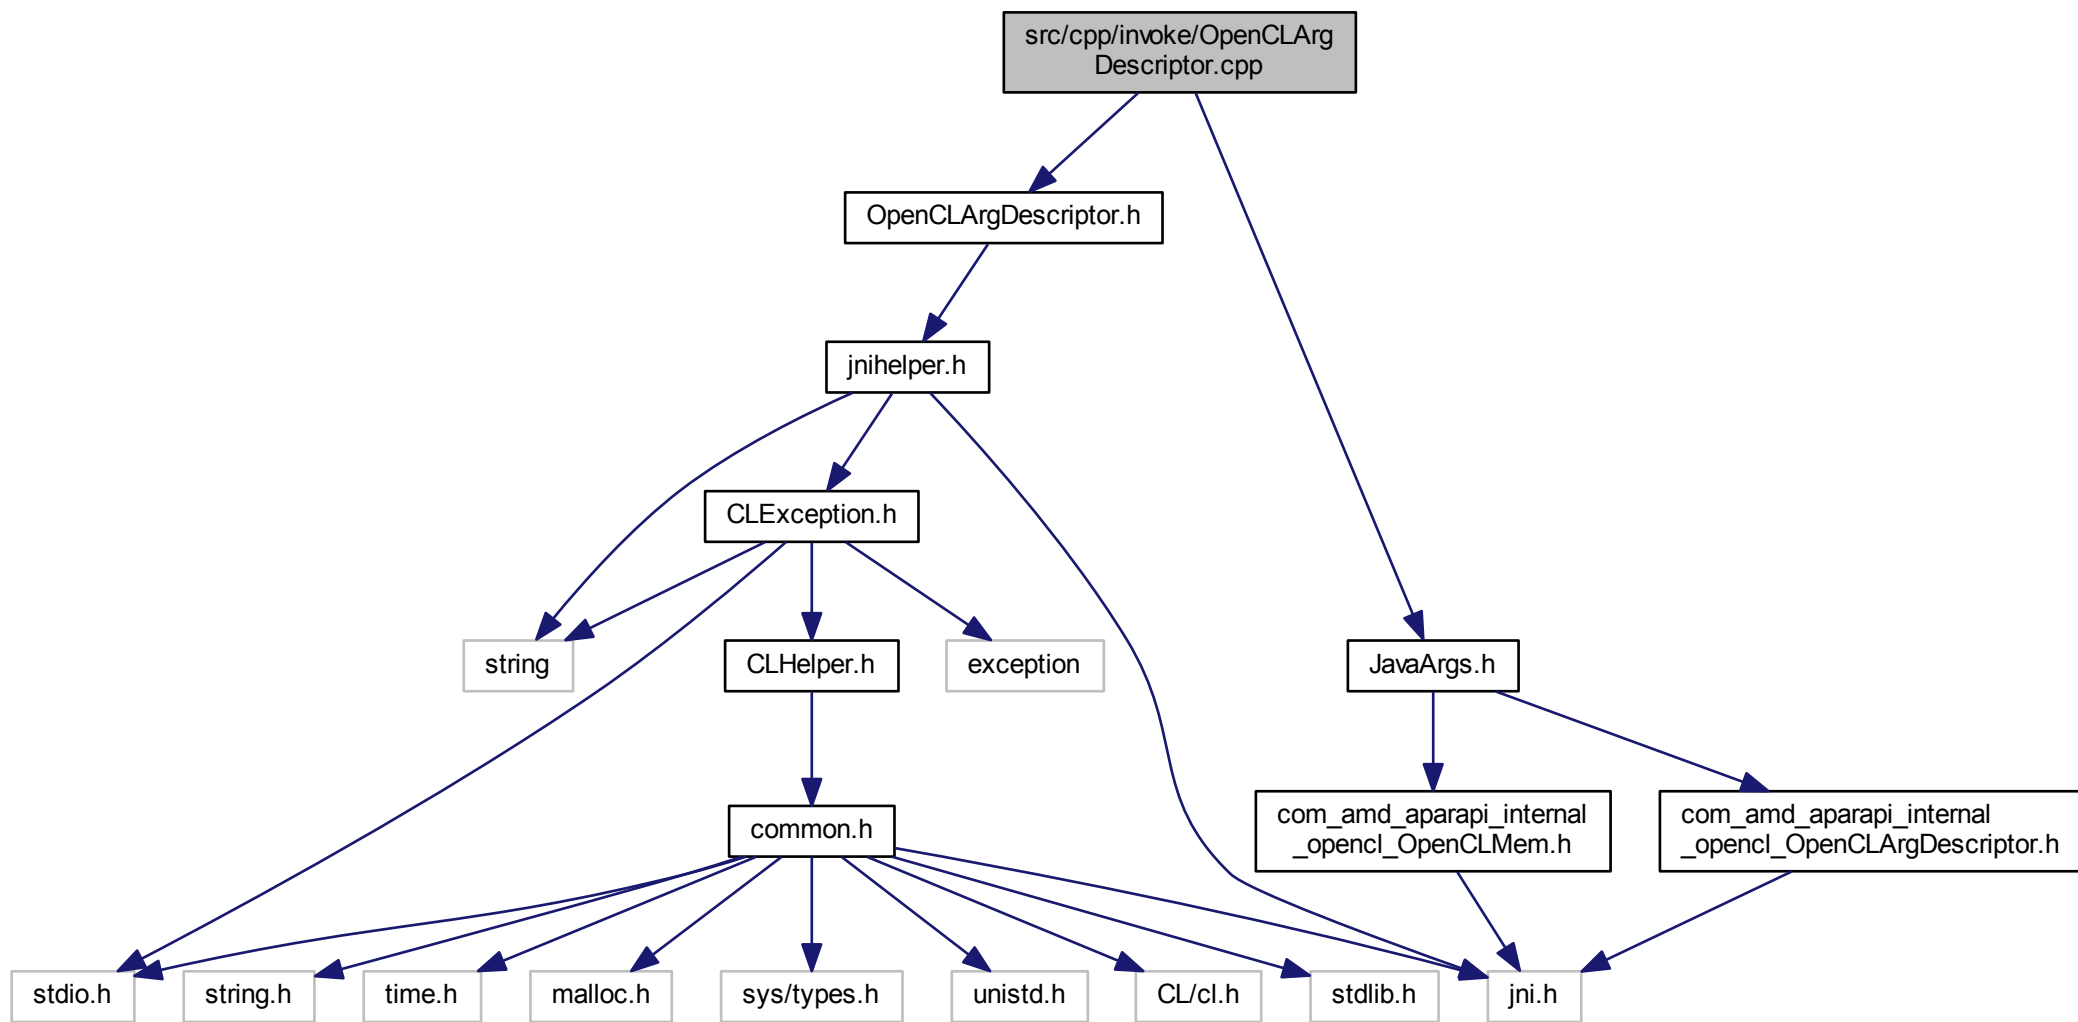 src/cpp/invoke/OpenCLArg
Descriptor.cpp
OpenCLArgDescriptor.h
jnihelper.h
CLException.h
string
CLHelper.h
exception
JavaArgs.h
common.h
com_amd_aparapi_internal
_opencl_OpenCLMem.h
com_amd_aparapi_internal
_opencl_OpenCLArgDescriptor.h
stdio.h
string.h
time.h
malloc.h
sys/types.h
unistd.h
CL/cl.h
stdlib.h
jni.h